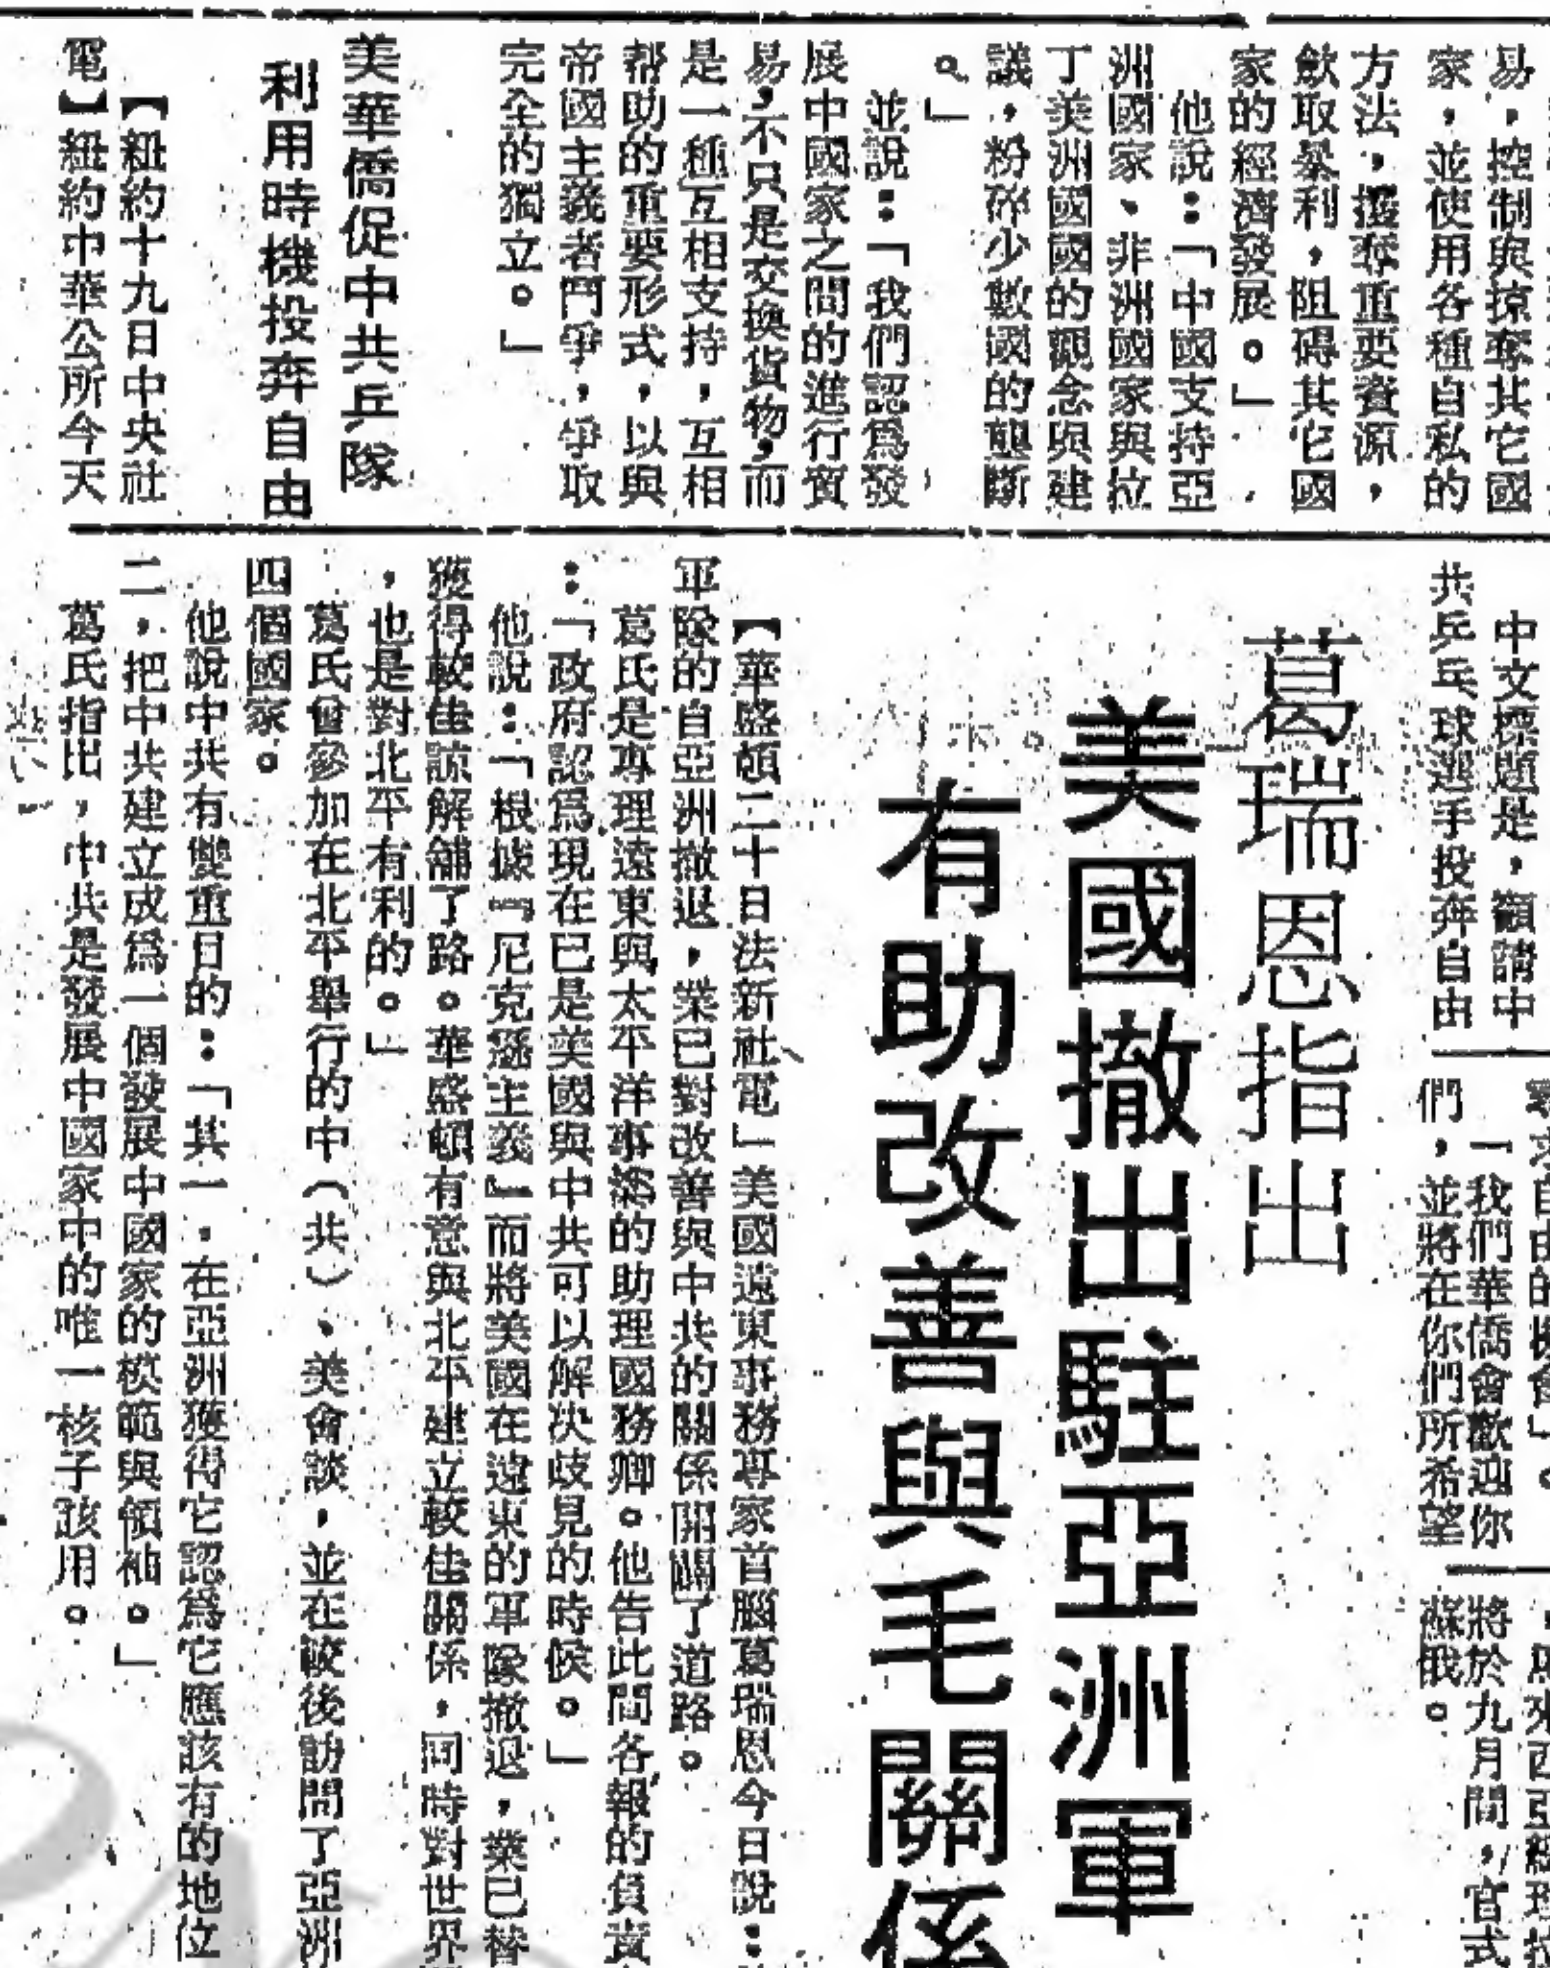 易，控制與掠奪其它國
家，並使用各種自私的
方法，攫奪重要資源，
歛取暴利，阻碍其它國
家的經濟發展。」
他說：「中國支持亞
洲國家、非洲國家與拉
丁美洲國國的觀念與建
議，粉碎少數國的壟斷
。」
並說：「我們認爲發
展中國家之間的進行貿
易，不只是交換貨物，而
是一種互相支持，互相
帮助的重要形式，以與
帝國主義者鬥爭，爭取
完全的獨立。」
美華僑促中共乒隊
利用時機投奔自由
【紐約十九日中央社
電】紐約中華公所今天
中文標題是，籲請中
共乒乓球選手投奔自由
尋求自由的機會」。
「我們華僑會歡迎你
們，並將在你們所希望
，馬來西亞總理拉
將於九月間，官式
蘇俄。
葛瑞恩指出
美國撤出駐亞洲軍
有助改善與毛關係
【華盛頓二十日法新社電」美國遠東事務專家首腦葛瑞恩今日說：
軍隊的自亞洲撤退，業已對改善與中共的關係開闢了道路。
葛氏是專理遠東與太平洋事務的助理國務卿。他告此間各報的負責
：「政府認爲現在已是美國與中共可以解決歧見的時候。」
他說：「根據『尼克遜主義』而將美國在遠東的軍隊撤退，業已替
獲得較佳諒解舖了路。華盛頓有意與北平建立較佳關係，同時對世界
，也是對北平有利的。」
葛氏曾參加在北平舉行的中（共）、美會談，並在較後訪問了亞洲
四個國家。
他說中共有雙重目的：「其一，在亞洲獲得它認爲它應該有的地位
二，把中共建立成爲一個發展中國家的模範與領袖。」
葛氏指出，中共是發展中國家中的唯一核子該用。